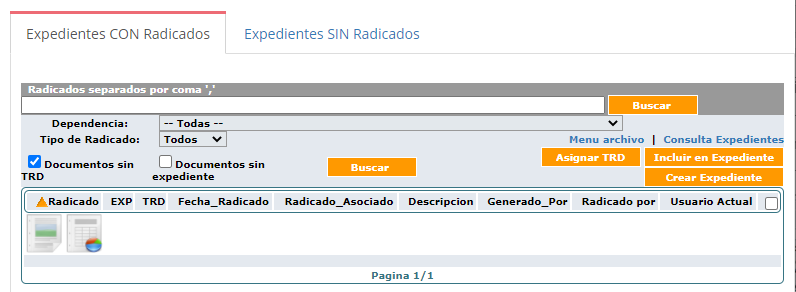 Expedientes CON Radicados
Expedientes SIN Radicados
Radicados separados por coma ','
Buscar
Dependencia: -- Todas --
Tipo de Radicado: Todos
Menu archivo | Consulta Expedientes
Documentos sin TRD
Documentos sin expediente
Buscar
Asignar TRD
Incluir en Expediente
Crear Expediente
Radicado EXP TRD Fecha_Radicado Radicado_Asociado Descripcion Generado_Por Radicado por Usuario Actual
Pagina 1/1